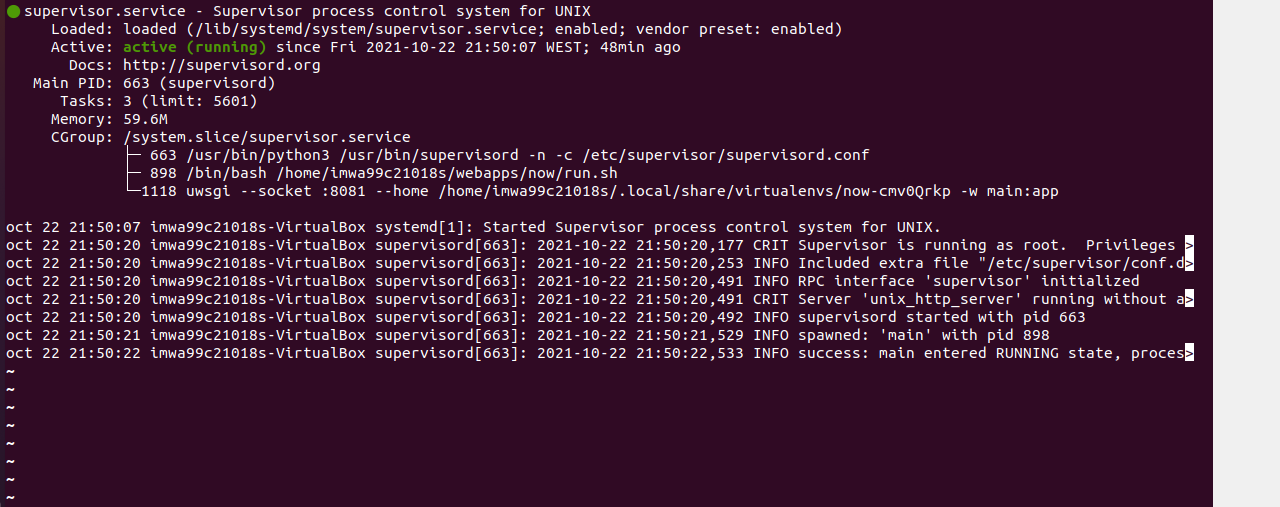 ● supervisor.service - Supervisor process control system for UNIX
     Loaded: loaded (/lib/systemd/system/supervisor.service; enabled; vendor preset: enabled)
     Active: active (running) since Fri 2021-10-22 21:50:07 WEST; 48min ago
       Docs: http://supervisord.org
   Main PID: 663 (supervisord)
      Tasks: 3 (limit: 5601)
     Memory: 59.6M
     CGroup: /system.slice/supervisor.service
             ├─ 663 /usr/bin/python3 /usr/bin/supervisord -n -c /etc/supervisor/supervisord.conf
             ├─ 898 /bin/bash /home/imwa99c21018s/webapps/now/run.sh
             └─1118 uwsgi --socket :8081 --home /home/imwa99c21018s/.local/share/virtualenvs/now-cmv0Qrkp -w main:app

oct 22 21:50:07 imwa99c21018s-VirtualBox systemd[1]: Started Supervisor process control system for UNIX.
oct 22 21:50:20 imwa99c21018s-VirtualBox supervisord[663]: 2021-10-22 21:50:20,177 CRIT Supervisor is running as root.  Privileges >
oct 22 21:50:20 imwa99c21018s-VirtualBox supervisord[663]: 2021-10-22 21:50:20,253 INFO Included extra file "/etc/supervisor/conf.d>
oct 22 21:50:20 imwa99c21018s-VirtualBox supervisord[663]: 2021-10-22 21:50:20,491 INFO RPC interface 'supervisor' initialized
oct 22 21:50:20 imwa99c21018s-VirtualBox supervisord[663]: 2021-10-22 21:50:20,491 CRIT Server 'unix_http_server' running without a>
oct 22 21:50:20 imwa99c21018s-VirtualBox supervisord[663]: 2021-10-22 21:50:20,492 INFO supervisord started with pid 663
oct 22 21:50:21 imwa99c21018s-VirtualBox supervisord[663]: 2021-10-22 21:50:21,529 INFO spawned: 'main' with pid 898
oct 22 21:50:22 imwa99c21018s-VirtualBox supervisord[663]: 2021-10-22 21:50:22,533 INFO success: main entered RUNNING state, proces>
~
~
~
~
~
~
~
~